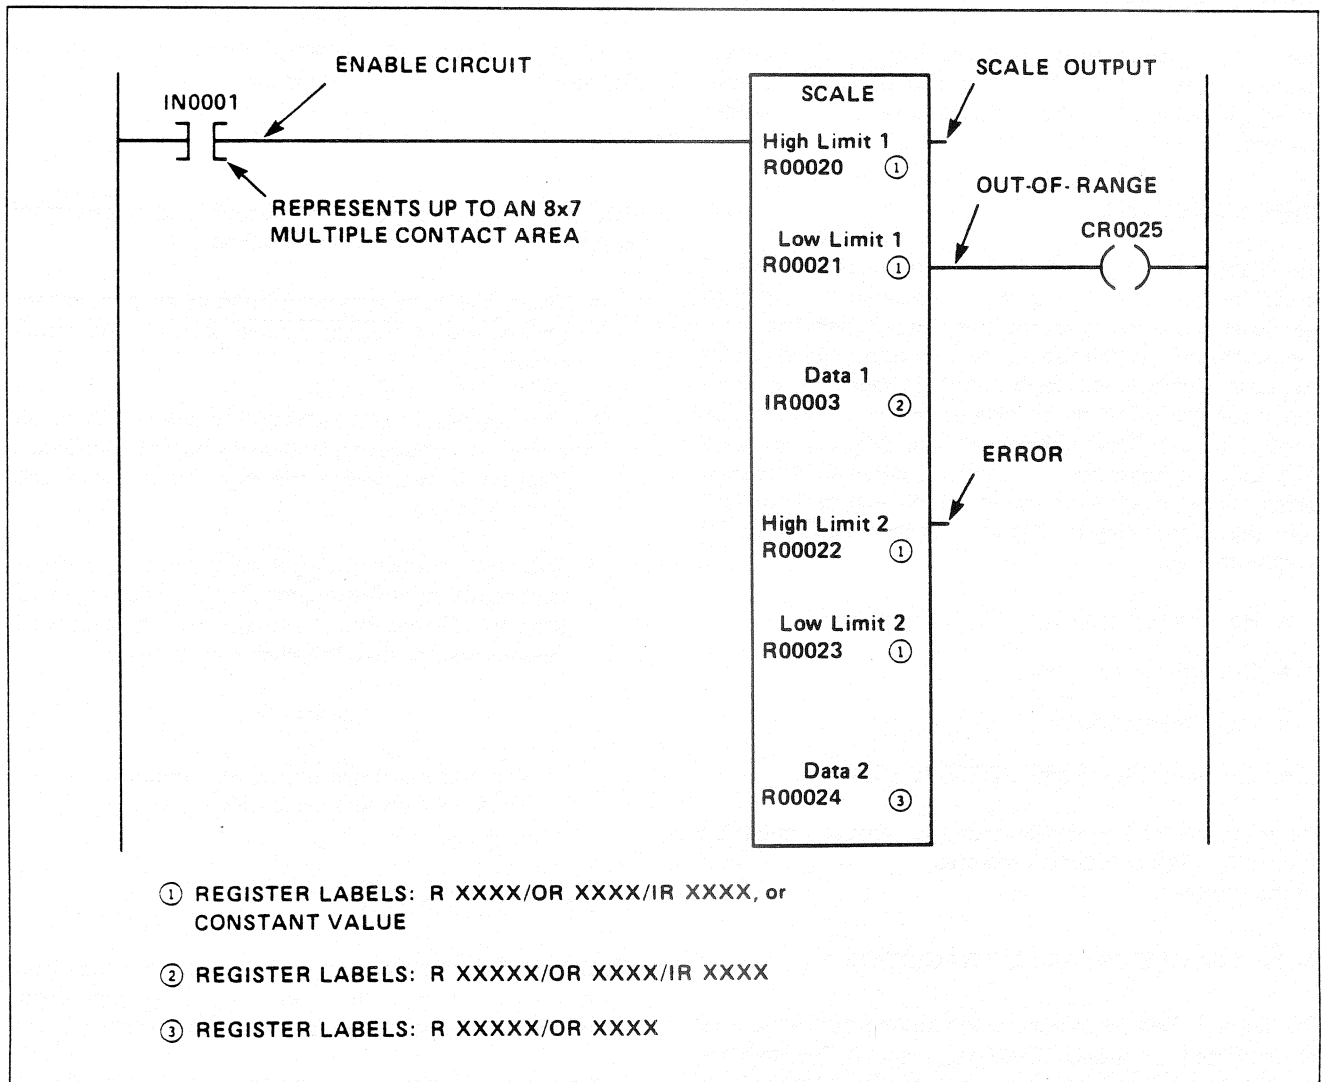 ENABLE CIRCUIT
SCALE OUTPUT
IN0001
SCALE
High Limit 1
R00020 ①
OUT-OF-RANGE
REPRESENTS UP TO AN 8x7
MULTIPLE CONTACT AREA
CR0025
Low Limit 1
R00021 ①
Data 1
IR0003 ②
ERROR
High Limit 2
R00022 ①
Low Limit 2
R00023 ①
Data 2
R00024 ③
① REGISTER LABELS: R XXXX/OR XXXX/IR XXXX, or
CONSTANT VALUE
② REGISTER LABELS: R XXXXX/OR XXXX/IR XXXX
③ REGISTER LABELS: R XXXXX/OR XXXX